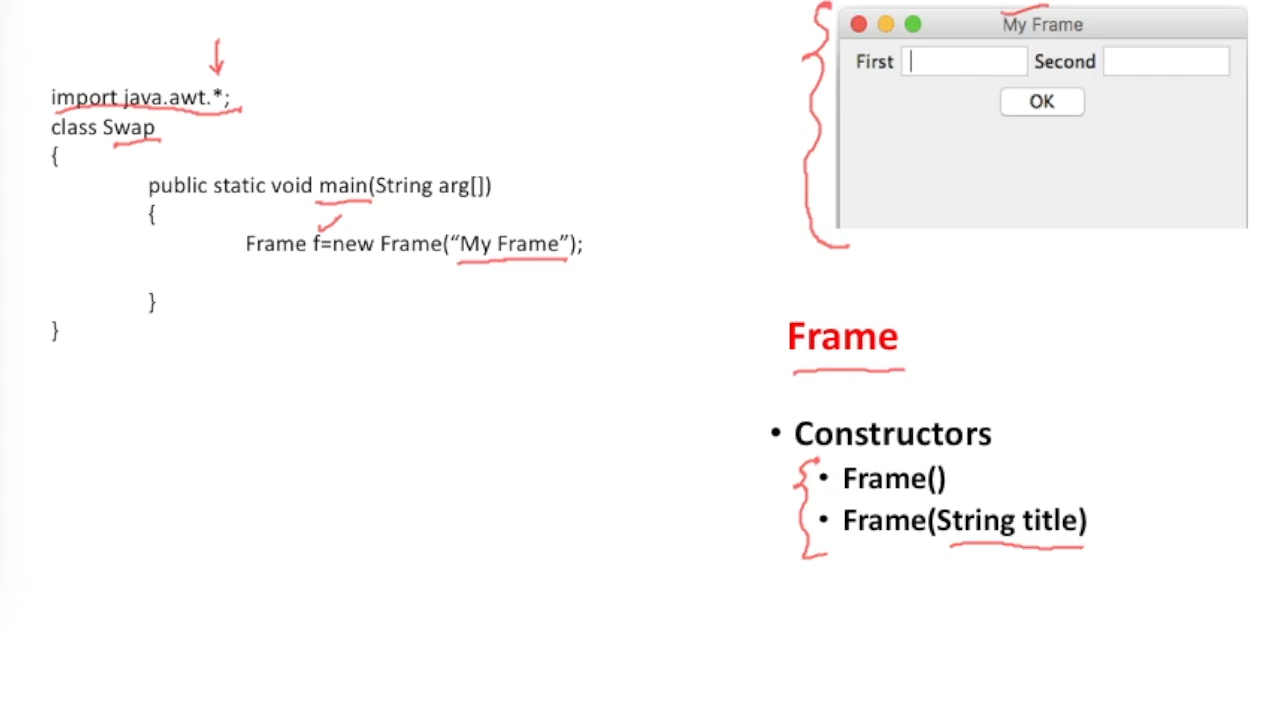 import java.awt.*;
class Swap
{
public static void main(String arg[])
{
Frame f=new Frame(“My Frame”);
}
}
My Frame
First
Second
OK
Frame
• Constructors
• Frame()
• Frame(String title)